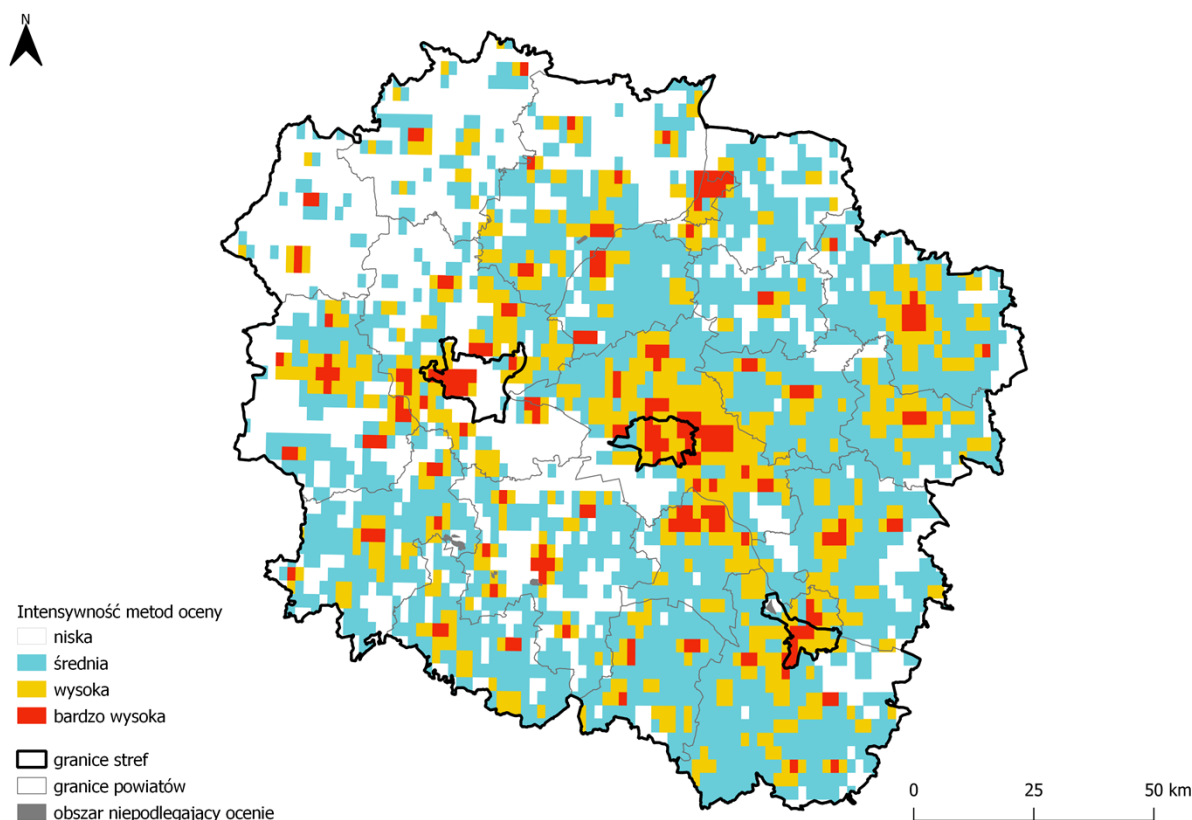 N
Intensywność metod oceny
niska
średnia
wysoka
bardzo wysoka
granice stref
granice powiatów
obszar niepodlegający ocenie
0 25 50 km